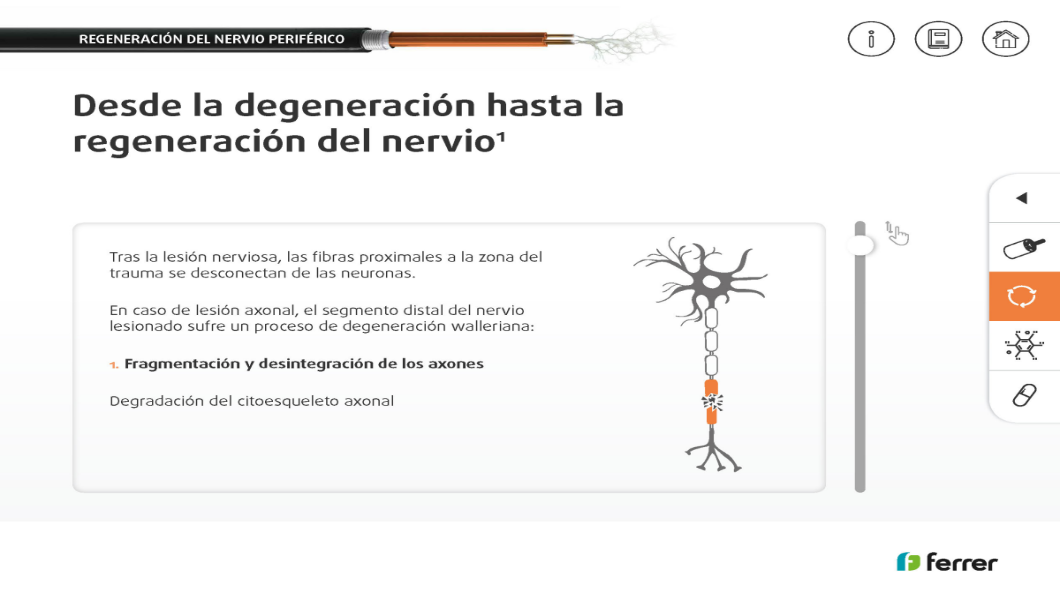 REGENERACIÓN DEL NERVIO PERIFÉRICO
Desde la degeneración hasta la
regeneración del nervio¹
Tras la lesión nerviosa, las fibras proximales a la zona del
trauma se desconectan de las neuronas.
En caso de lesión axonal, el segmento distal del nervio
lesionado sufre un proceso de degeneración walleriana:
1. Fragmentación y desintegración de los axones
Degradación del citoesqueleto axonal
ferrer